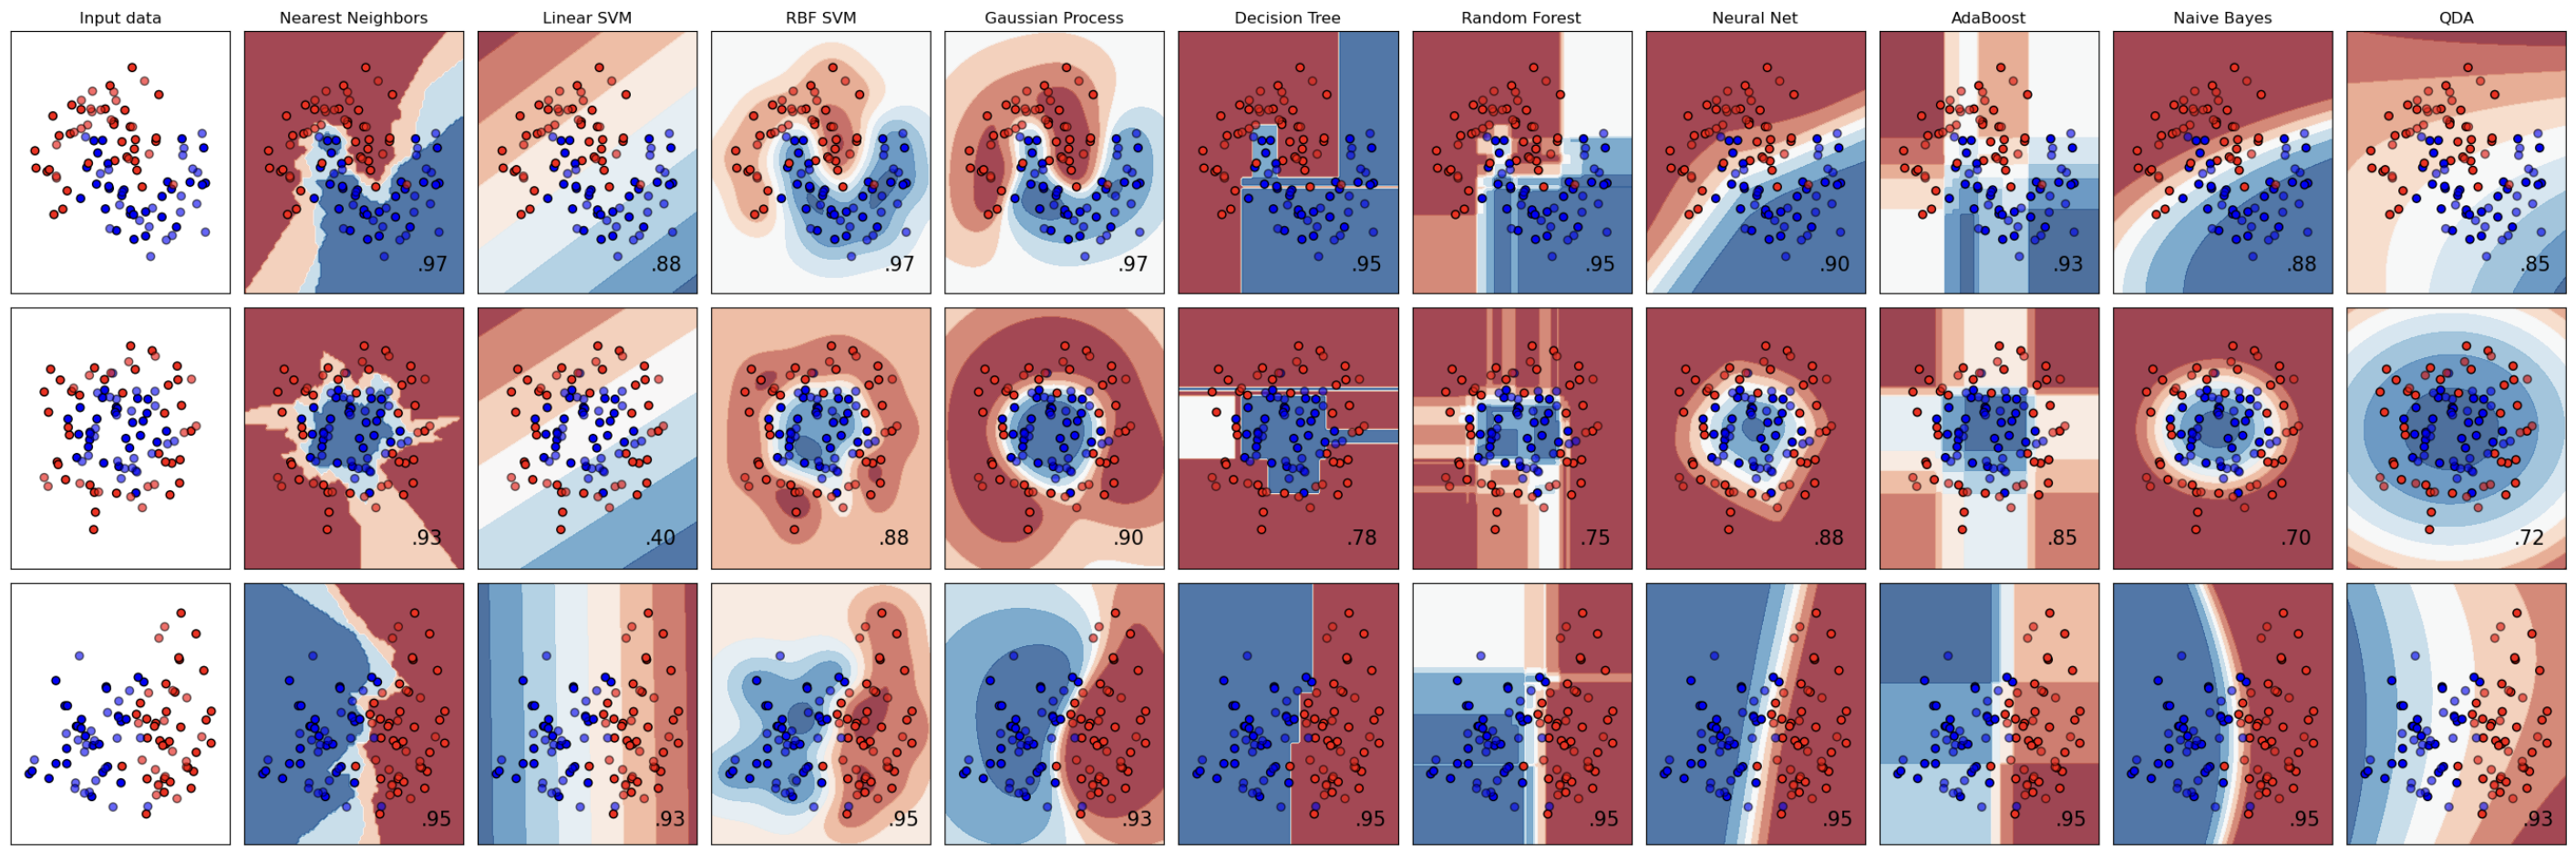 Input data
Nearest Neighbors
Linear SVM
RBF SVM
Gaussian Process
Decision Tree
Random Forest
Neural Net
AdaBoost
Naive Bayes
QDA
.97
.88
.97
.97
.95
.95
.90
.93
.88
.85
.93
.40
.88
.90
.78
.75
.88
.85
.70
.72
.95
.93
.95
.93
.95
.95
.95
.95
.95
.93